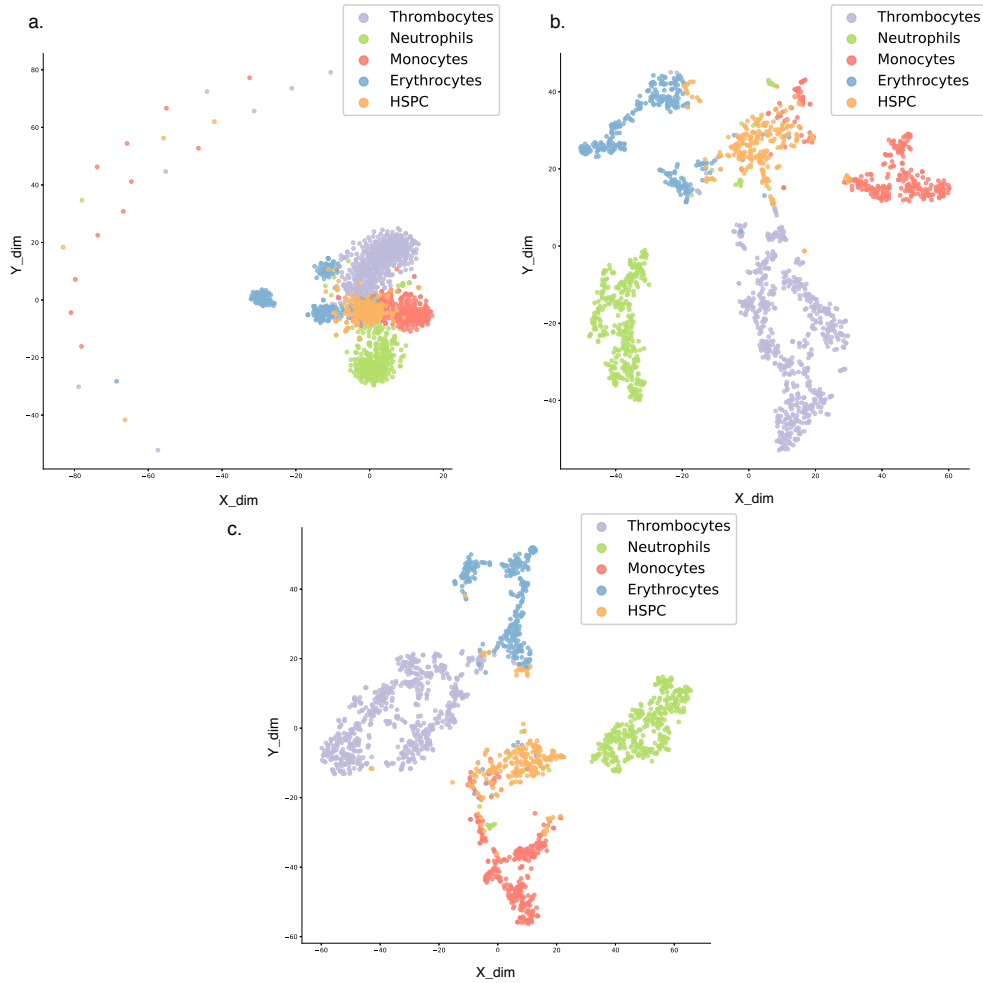 a.
Thrombocytes
Neutrophils
Monocytes
Erythrocytes
HSPC
80
60
40
20
0
−20
−40
Y_dim
−80
−60
−40
−20
0
20
X_dim
b.
Thrombocytes
Neutrophils
Monocytes
Erythrocytes
HSPC
40
20
0
−20
−40
Y_dim
−40
−20
0
20
40
60
X_dim
c.
Thrombocytes
Neutrophils
Monocytes
Erythrocytes
HSPC
40
20
0
−20
−40
−60
Y_dim
−60
−40
−20
0
20
40
60
X_dim